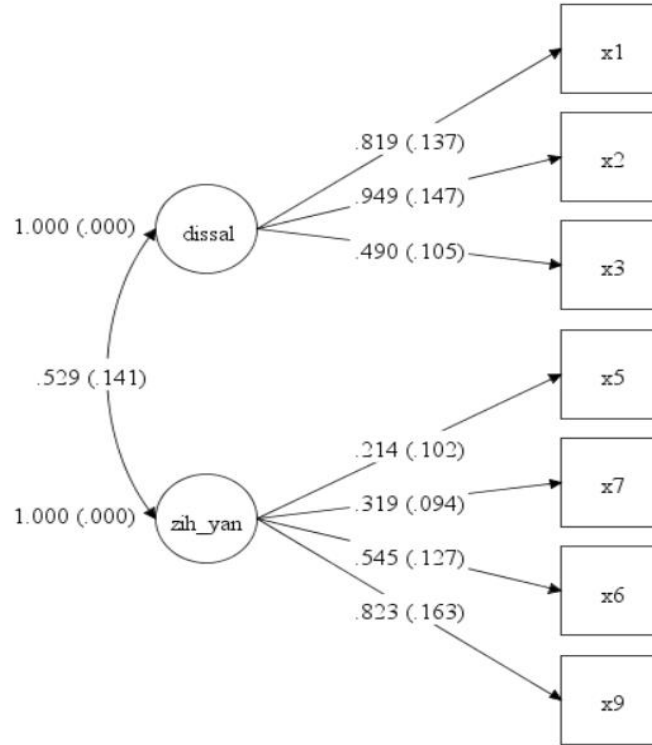 x1
.819 (.137)
x2
.949 (.147)
1.000 (.000)
dissal
.490 (.105)
x3
.529 (.141)
x5
.214 (.102)
x7
.319 (.094)
1.000 (.000)
zih_yan
.545 (.127)
x6
.823 (.163)
x9